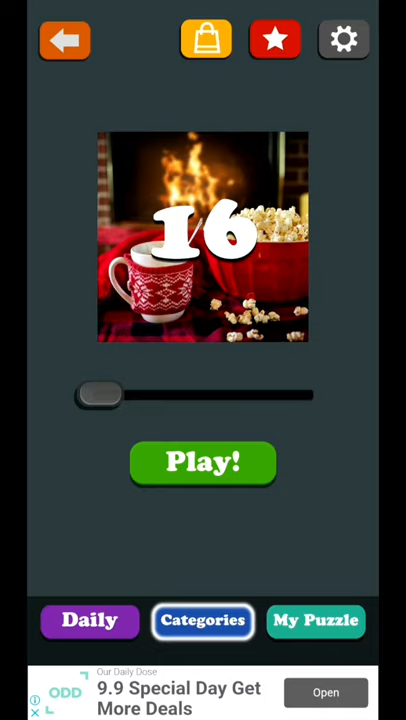 16
Play!
Daily
Categories
My Puzzle
Our Daily Dose
ODD
9.9 Special Day Get
More Deals
Open